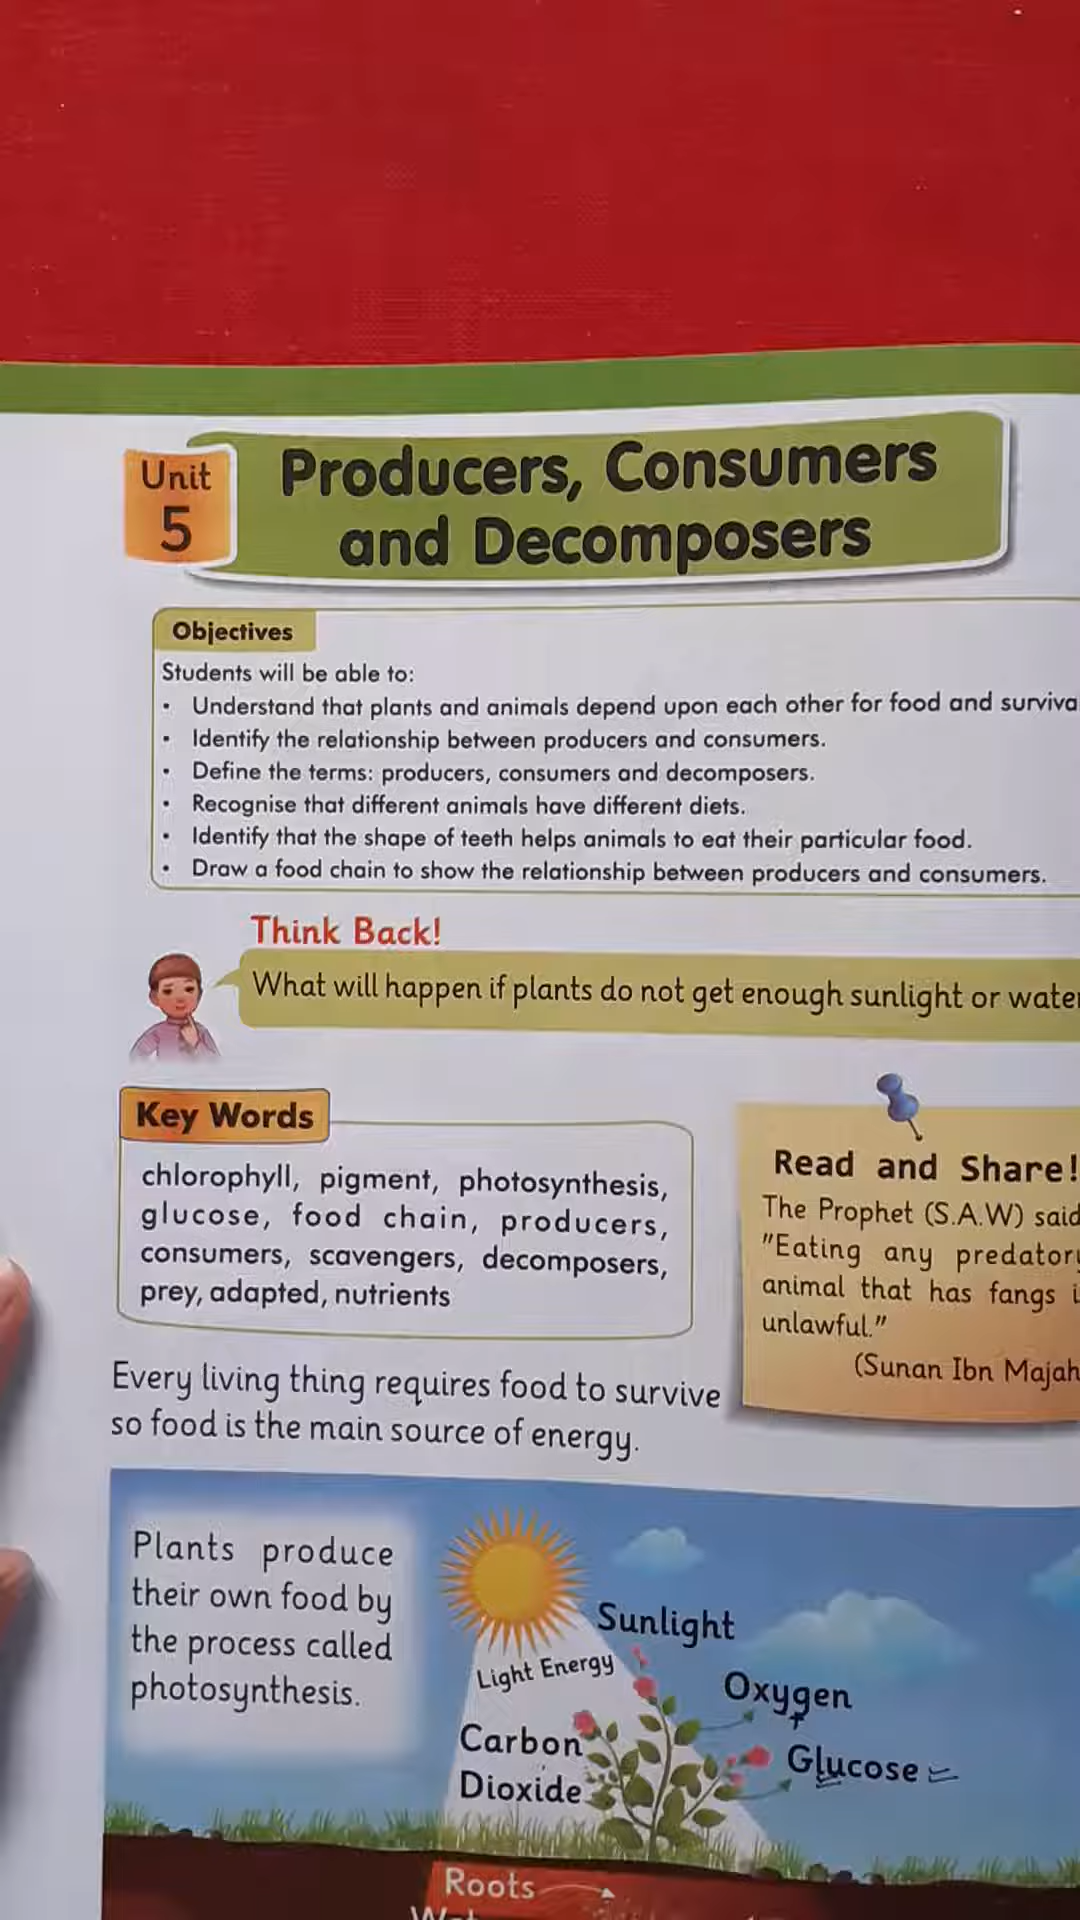 Unit
5
Producers, Consumers
and Decomposers
Objectives
Students will be able to:
• Understand that plants and animals depend upon each other for food and surviva
• Identify the relationship between producers and consumers.
• Define the terms: producers, consumers and decomposers.
• Recognise that different animals have different diets.
• Identify that the shape of teeth helps animals to eat their particular food.
• Draw a food chain to show the relationship between producers and consumers.
Think Back!
What will happen if plants do not get enough sunlight or water
Key Words
chlorophyll, pigment, photosynthesis,
glucose, food chain, producers,
consumers, scavengers, decomposers,
prey, adapted, nutrients
Read and Share!
The Prophet (S.A.W) said
"Eating any predatory
animal that has fangs i
unlawful."
(Sunan Ibn Majah
Every living thing requires food to survive
so food is the main source of energy.
Plants produce
their own food by
the process called
photosynthesis.
Sunlight
Light Energy
Oxygen
Carbon
Dioxide
Glucose
Roots